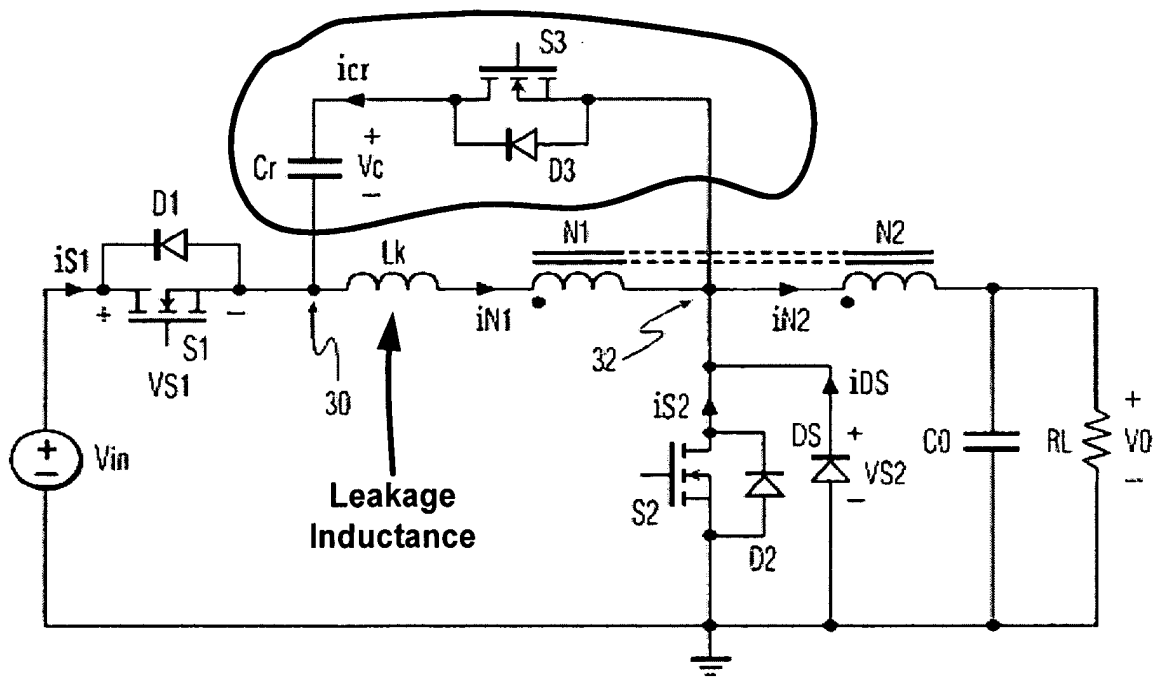 S3
icr
+
Vc
-
Cr
D3
D1
iS1
Lk
N1
N2
+
-
S1
VS1
30
iN1
32
iN2
iS2
iDS
+
-
Vin
Leakage
Inductance
S2
D2
DS
+
VS2
-
C0
RL
+
V0
-